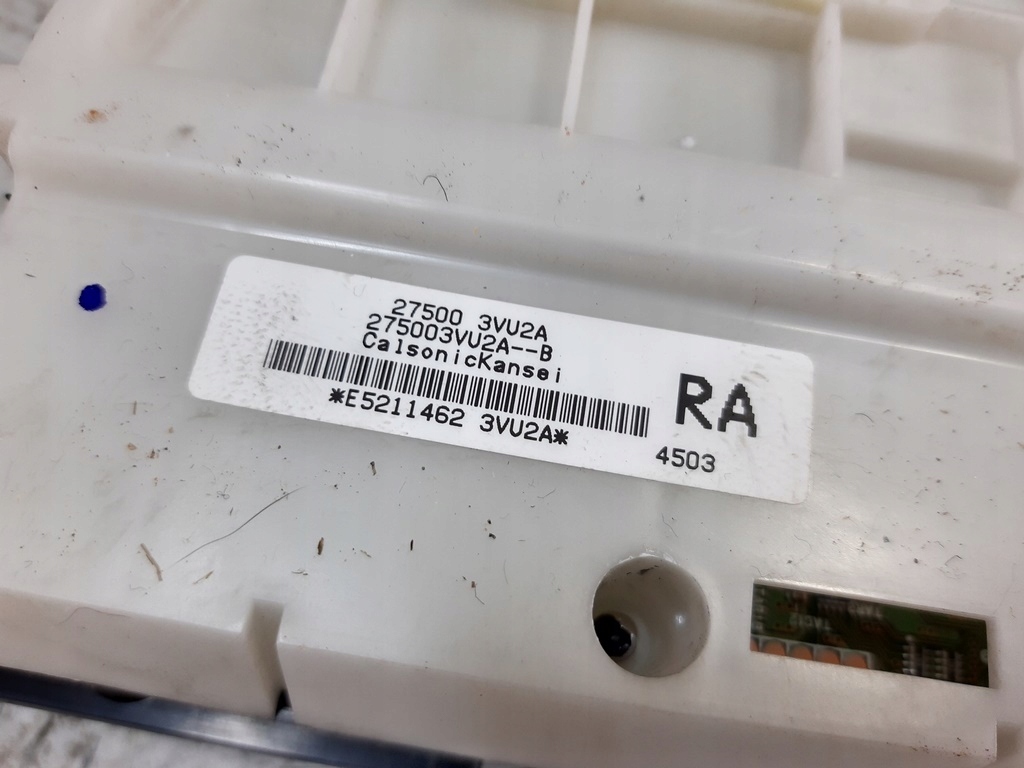 27500 3VU2A
275003VU2A--B
CalsonicKansei
*E5211462 3VU2A*
RA
4503